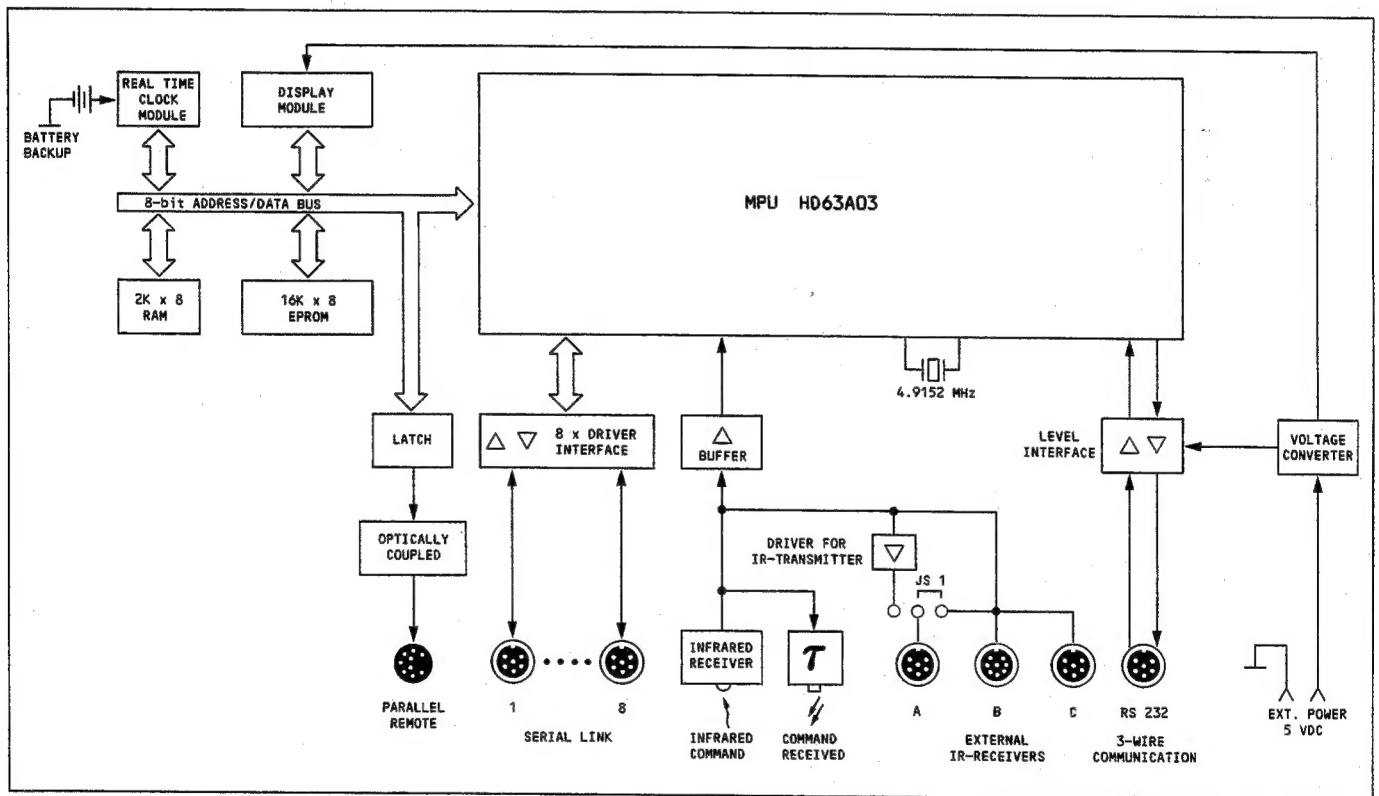 REAL TIME
CLOCK
MODULE
DISPLAY
MODULE
BATTERY
BACKUP
8-bit ADDRESS/DATA BUS
MPU HD63A03
2K x 8
RAM
16K x 8
EPROM
4.9152 MHz
LATCH
8 x DRIVER
INTERFACE
BUFFER
LEVEL
INTERFACE
VOLTAGE
CONVERTER
OPTICALLY
COUPLED
DRIVER FOR
IR-TRANSMITTER
JS 1
INFRARED
RECEIVER
τ
PARALLEL
REMOTE
1
8
SERIAL LINK
INFRARED
COMMAND
COMMAND
RECEIVED
A
B
C
EXTERNAL
IR-RECEIVERS
RS 232
3-WIRE
COMMUNICATION
EXT. POWER
5 VDC